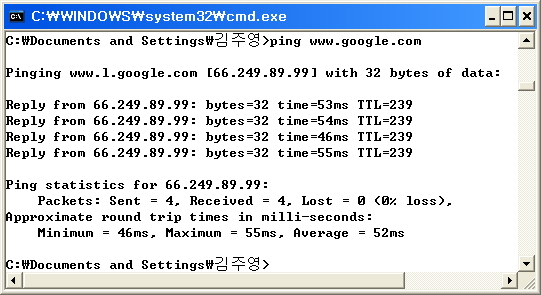 C:₩WINDOWS₩system32₩cmd.exe
C:₩Documents and Settings₩김주영>ping www.google.com
Pinging www.l.google.com [66.249.89.99] with 32 bytes of data:
Reply from 66.249.89.99: bytes=32 time=53ms TTL=239
Reply from 66.249.89.99: bytes=32 time=54ms TTL=239
Reply from 66.249.89.99: bytes=32 time=46ms TTL=239
Reply from 66.249.89.99: bytes=32 time=55ms TTL=239
Ping statistics for 66.249.89.99:
    Packets: Sent = 4, Received = 4, Lost = 0 (0% loss),
Approximate round trip times in milli-seconds:
    Minimum = 46ms, Maximum = 55ms, Average = 52ms
C:₩Documents and Settings₩김주영>